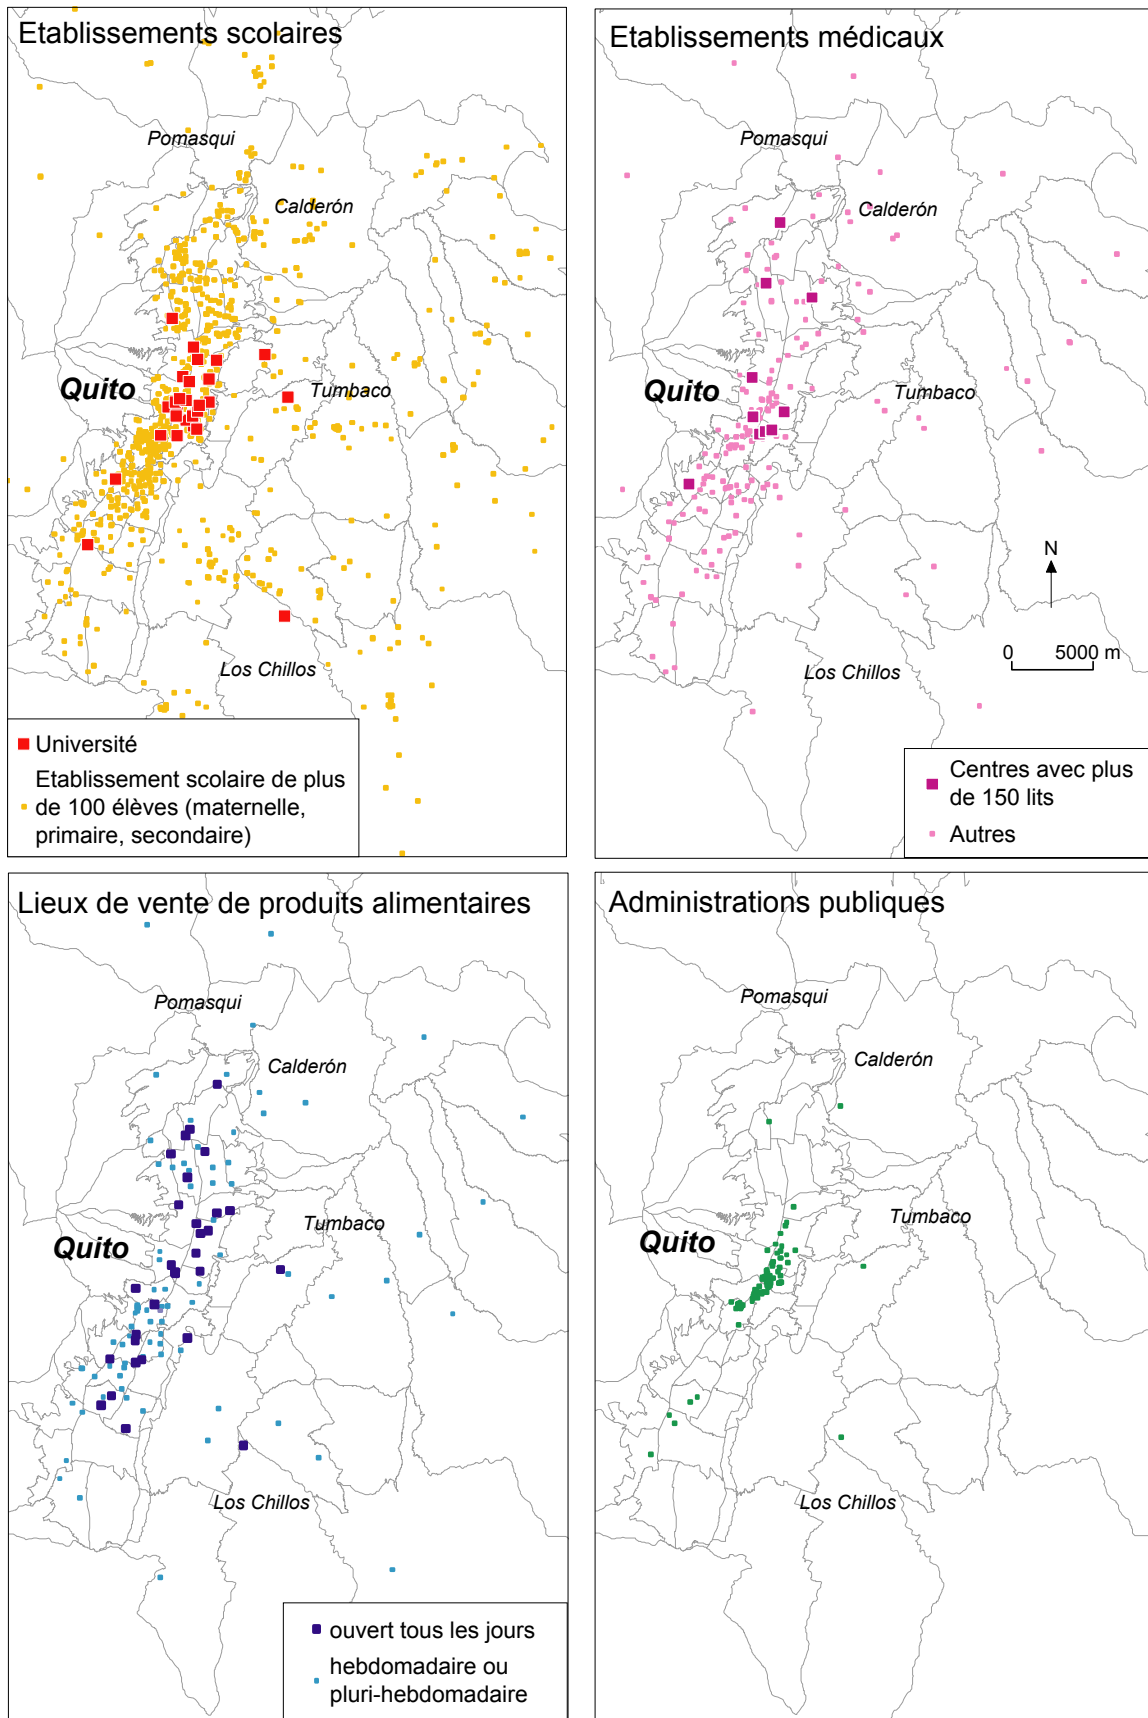 Etablissements scolaires
Pomasqui
Calderón
Quito
Tumbaco
Los Chillos
Université
Etablissement scolaire de plus
de 100 élèves (maternelle,
primaire, secondaire)
Etablissements médicaux
Pomasqui
Calderón
Quito
Tumbaco
N
0 5000 m
Los Chillos
Centres avec plus
de 150 lits
Autres
Lieux de vente de produits alimentaires
Pomasqui
Calderón
Tumbaco
Quito
Los Chillos
ouvert tous les jours
hebdomadaire ou
pluri-hebdomadaire
Administrations publiques
Pomasqui
Calderón
Tumbaco
Quito
Los Chillos